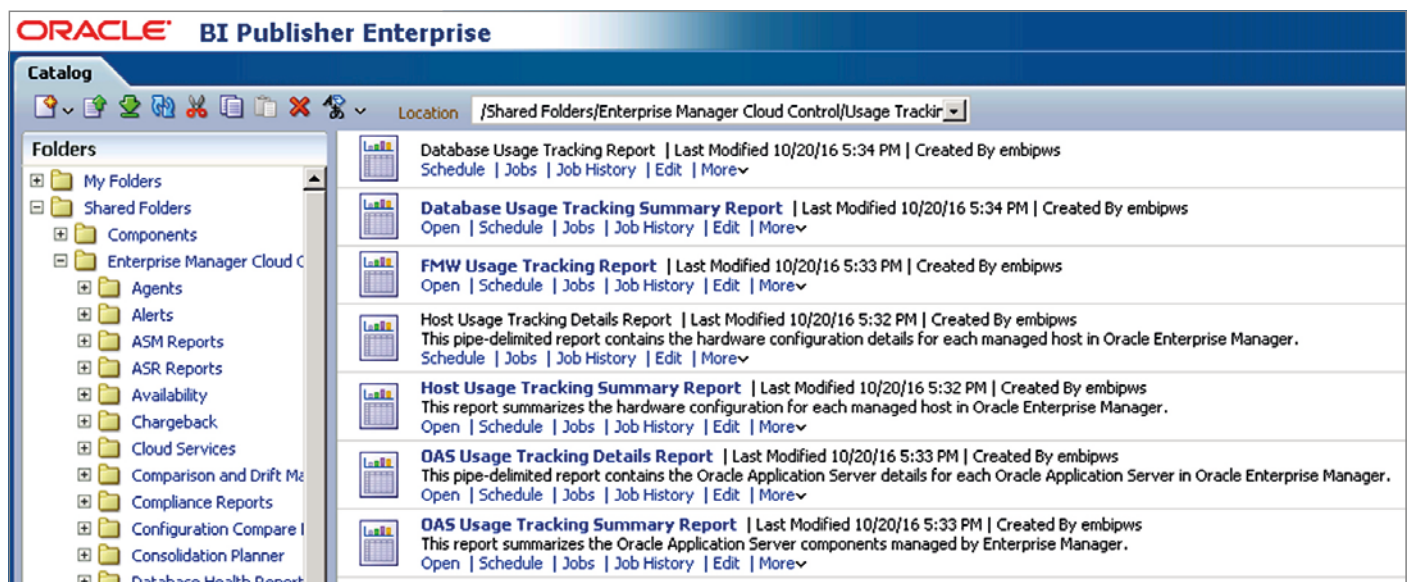 ORACLE BI Publisher Enterprise
Catalog
Location /Shared Folders/Enterprise Manager Cloud Control/Usage Trackir
Folders
My Folders
Shared Folders
Components
Enterprise Manager Cloud C
Agents
Alerts
ASM Reports
ASR Reports
Availability
Chargeback
Cloud Services
Comparison and Drift Ma
Compliance Reports
Configuration Compare
Consolidation Planner
Database Health Report
Database Usage Tracking Report | Last Modified 10/20/16 5:34 PM | Created By embipws
Schedule | Jobs | Job History | Edit | More
Database Usage Tracking Summary Report | Last Modified 10/20/16 5:34 PM | Created By embipws
Open | Schedule | Jobs | Job History | Edit | More
FMW Usage Tracking Report | Last Modified 10/20/16 5:33 PM | Created By embipws
Open | Schedule | Jobs | Job History | Edit | More
Host Usage Tracking Details Report | Last Modified 10/20/16 5:32 PM | Created By embipws
This pipe-delimited report contains the hardware configuration details for each managed host in Oracle Enterprise Manager.
Schedule | Jobs | Job History | Edit | More
Host Usage Tracking Summary Report | Last Modified 10/20/16 5:32 PM | Created By embipws
This report summarizes the hardware configuration for each managed host in Oracle Enterprise Manager.
Open | Schedule | Jobs | Job History | Edit | More
OAS Usage Tracking Details Report | Last Modified 10/20/16 5:33 PM | Created By embipws
This pipe-delimited report contains the Oracle Application Server details for each Oracle Application Server in Oracle Enterprise Manager.
Open | Schedule | Jobs | Job History | Edit | More
OAS Usage Tracking Summary Report | Last Modified 10/20/16 5:33 PM | Created By embipws
This report summarizes the Oracle Application Server components managed by Enterprise Manager.
Open | Schedule | Jobs | Job History | Edit | More